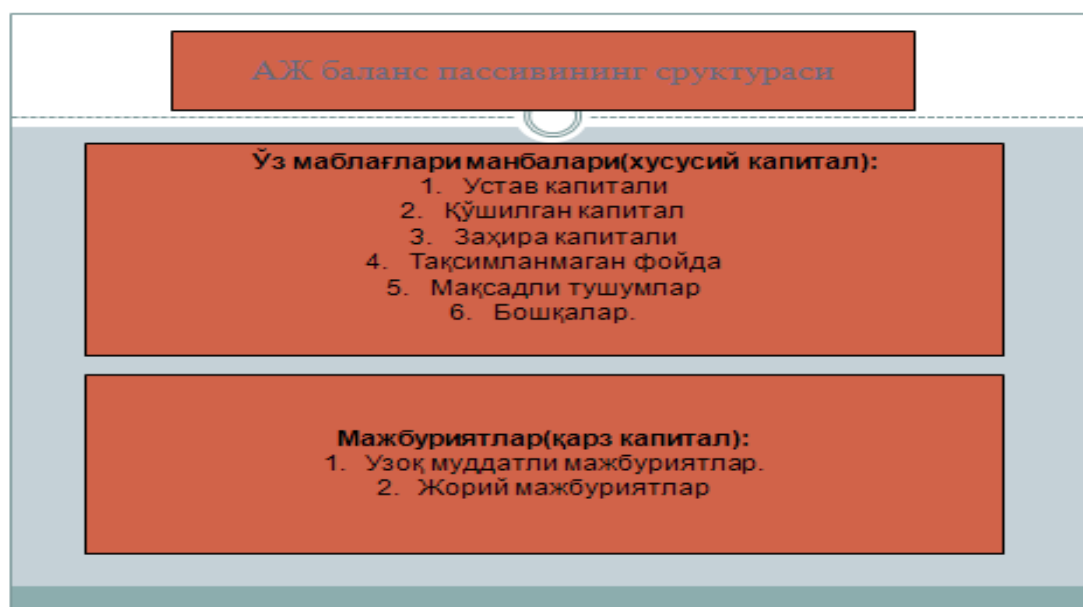 АЖ баланс пассивининг сруктураси
Ўз маблағлари манбалари(хусусий капитал):
1. Устав капитали
2. Қўшилган капитал
3. Заҳира капитали
4. Тақсимланмаган фойда
5. Мақсадли тушумлар
6. Бошқалар.
Мажбуриятлар(қарз капитал):
1. Узоқ муддатли мажбуриятлар.
2. Жорий мажбуриятлар